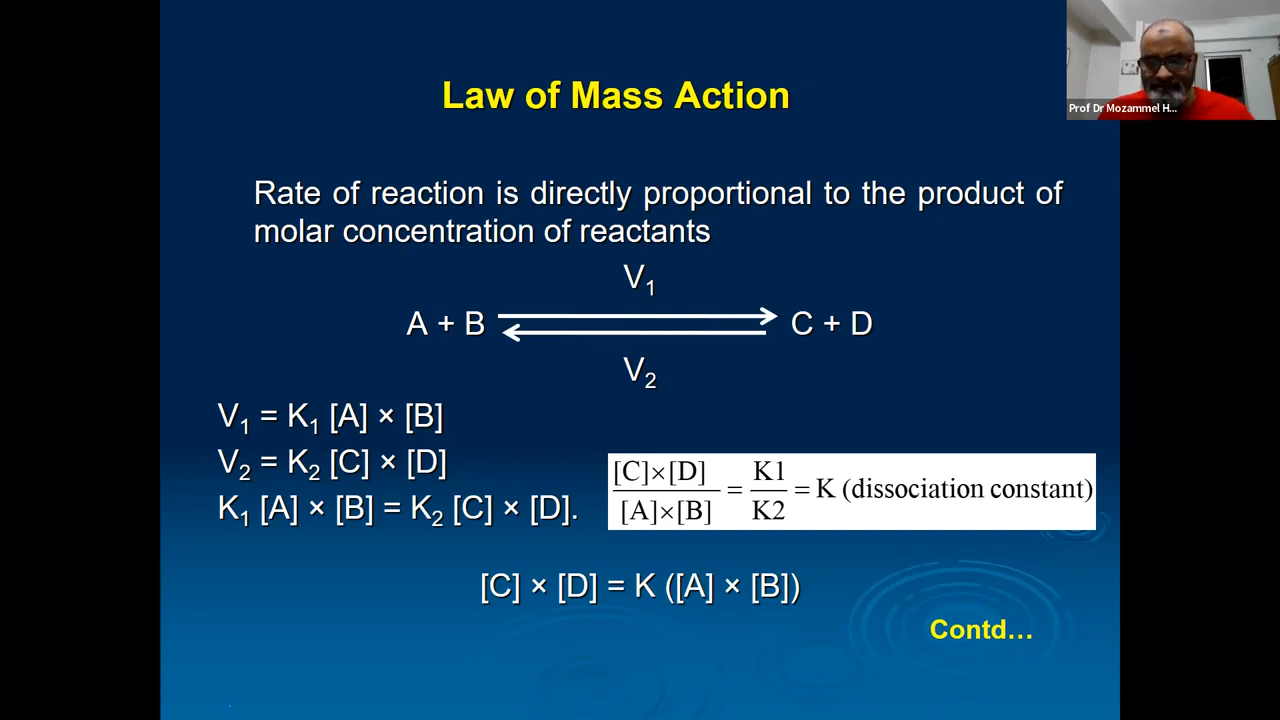 Law of Mass Action
Prof Dr Mozammel H...
Rate of reaction is directly proportional to the product of
molar concentration of reactants
V₁
A + B ⇌ C + D
V₂
V₁ = K₁ [A] × [B]
V₂ = K₂ [C] × [D]
K₁ [A] × [B] = K₂ [C] × [D].
[C]×[D] / [A]×[B] = K1 / K2 = K (dissociation constant)
[C] × [D] = K ([A] × [B])
Contd…